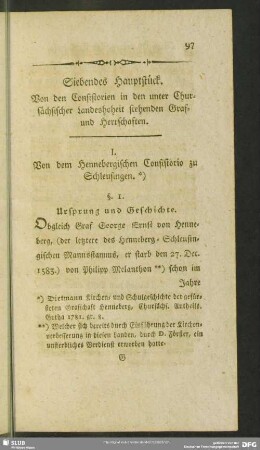 97
Siebendes Hauptstück.
Von den Consistorien in den unter Chur-
sächsischer Landeshoheit stehenden Graf-
und Herrschaften.
I.
Von dem Hennebergischen Consistorio zu
Schleusingen. *)
§. 1.
Ursprung und Geschichte.
Obgleich Graf George Ernst von Henne-
berg, (der letztere des Henneberg-Schleusin-
gischen Mannsstamms, er starb den 27. Dec.
1583.) von Philipp Melanthon **) schon im
Jahre
*) Dietmann Kirchen- und Schulgeschichte der gefür-
steten Grafschaft Henneberg, Chursächs. Antheils,
Gotha 1781. gr. 8.
**) Welcher sich bereits durch Einführung der Kirchen-
verbesserung in diesen Landen, durch D. Förster, ein
unsterbliches Verdienst erworben hatte.
G
SLUB